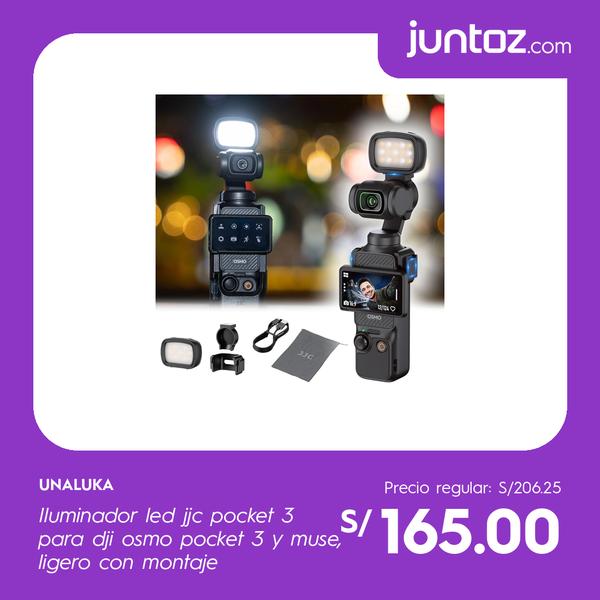 juntoz.com
OSMO
OSMO
JJC
UNALUKA
Iluminador led jjc pocket 3
para dji osmo pocket 3 y muse,
ligero con montaje
Precio regular: S/206.25
S/165.00